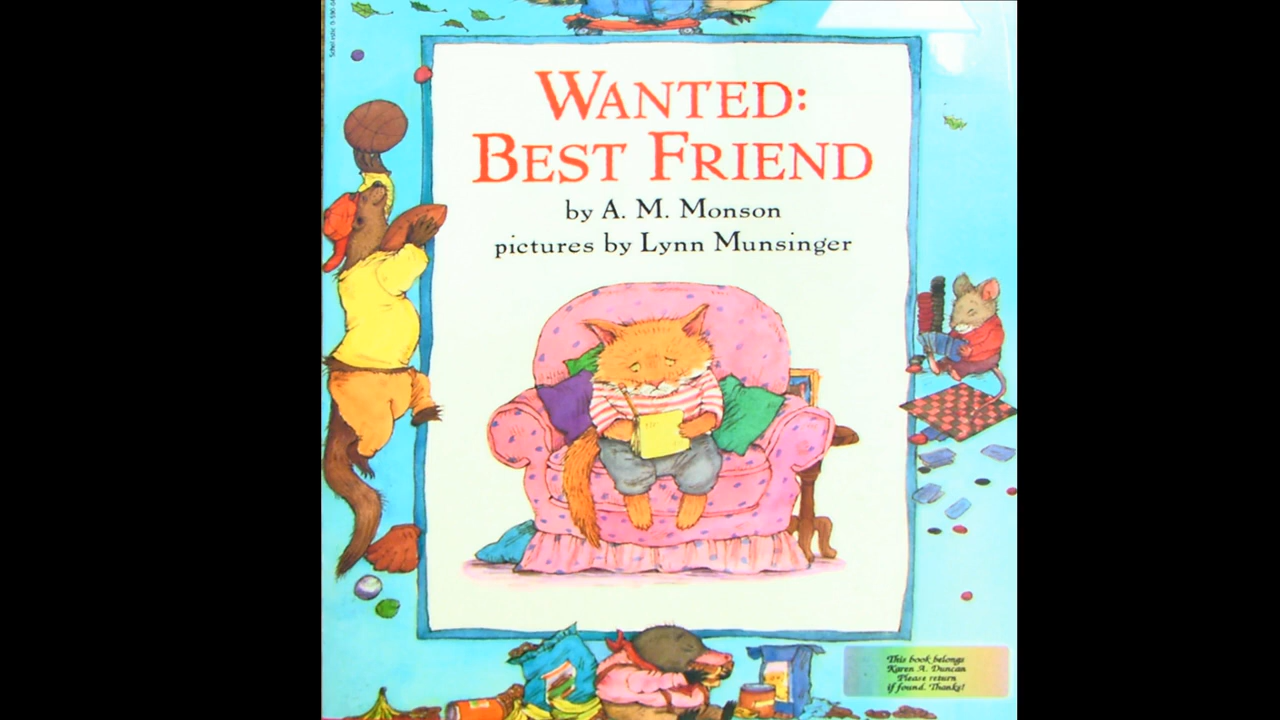 WANTED:
BEST FRIEND
by A. M. Monson
pictures by Lynn Munsinger
This book belongs
Karen A. Duncan
Please return
if found. Thanks!